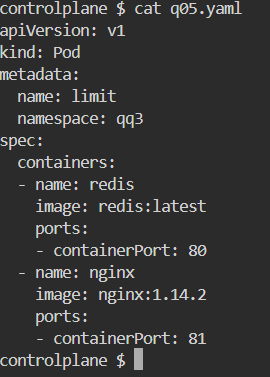 controlplane $ cat q05.yaml
apiVersion: v1
kind: Pod
metadata:
  name: limit
  namespace: qq3
spec:
  containers:
  - name: redis
    image: redis:latest
    ports:
    - containerPort: 80
  - name: nginx
    image: nginx:1.14.2
    ports:
    - containerPort: 81
controlplane $